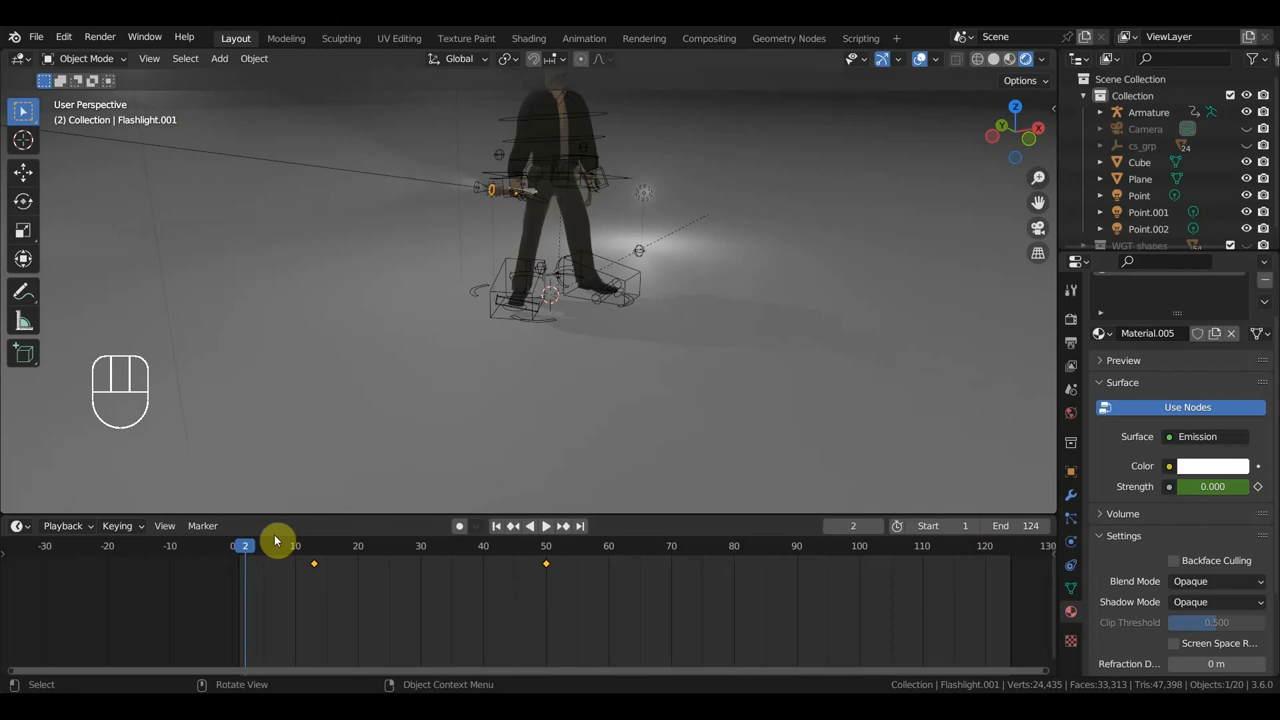 File Edit Render Window Help Layout Modeling Sculpting UV Editing Texture Paint Shading Animation Rendering Compositing Geometry Nodes Scripting + Scene ViewLayer
Object Mode View Select Add Object Global
Options
User Perspective
(2) Collection | Flashlight.001
Z
Y
X
Scene Collection
Collection
Armature
Camera
cs_grp 24
Cube
Plane
Point
Point.001
Point.002
WGT_shapes
Material.005
Preview
Surface
Use Nodes
Surface Emission
Color
Strength 0.000
Volume
Settings
Backface Culling
Blend Mode Opaque
Shadow Mode Opaque
Clip Threshold 0.500
Screen Space R...
Refraction D... 0 m
Playback Keying View Marker 2 Start 1 End 124
-30 -20 -10 0 2 10 20 30 40 50 60 70 80 90 100 110 120 130
Select Rotate View Object Context Menu Collection | Flashlight.001 | Verts:24,435 | Faces:33,313 | Tris:47,398 | Objects:1/20 | 3.6.0